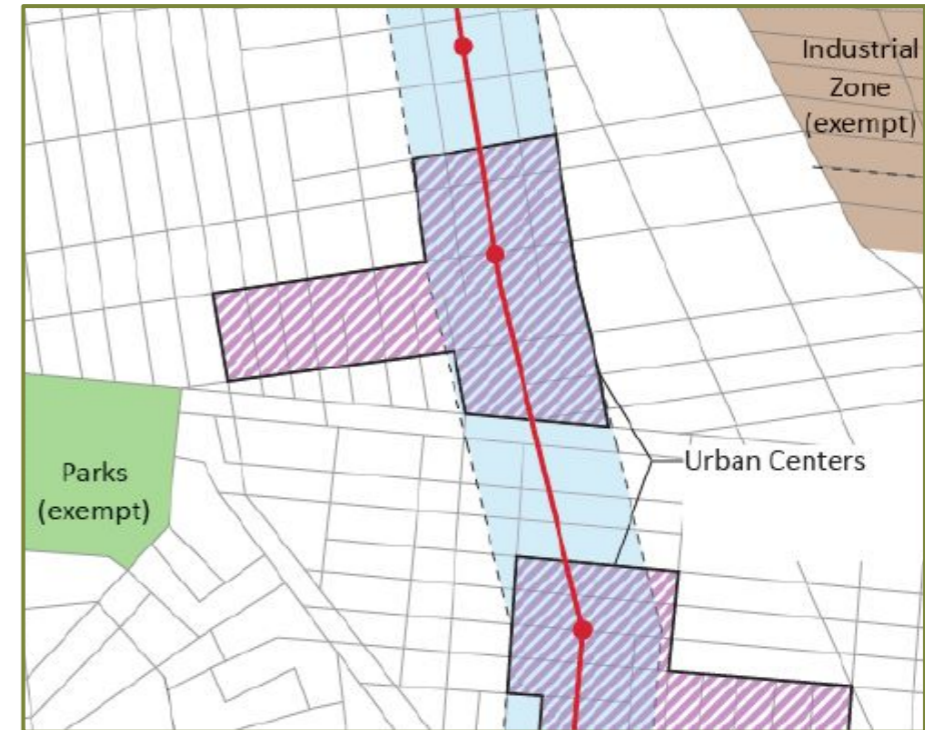 Industrial
Zone
(exempt)
Urban Centers
Parks
(exempt)